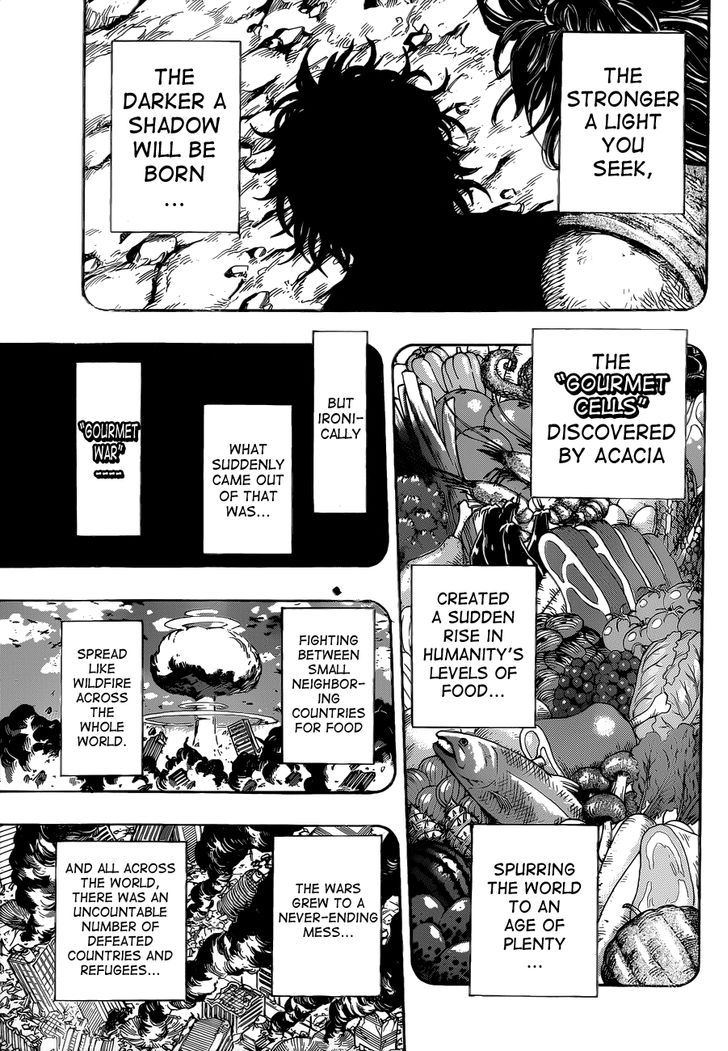 THE
STRONGER
A LIGHT
YOU
SEEK,
THE
DARKER A
SHADOW
WILL BE
BORN
...
THE
"GOURMET
CELLS"
DISCOVERED
BY ACACIA
CREATED
A SUDDEN
RISE IN
HUMANITY'S
LEVELS OF
FOOD...
SPURRING
THE WORLD
TO AN
AGE OF
PLENTY
...
BUT
IRONI-
CALLY
WHAT
SUDDENLY
CAME OUT
OF THAT
WAS...
"GOURMET
WAR"
----
FIGHTING
BETWEEN
SMALL
NEIGHBOR-
ING
COUNTRIES
FOR FOOD
SPREAD
LIKE
WILDFIRE
ACROSS
THE
WHOLE
WORLD.
THE WARS
GREW TO A
NEVER-ENDING
MESS...
AND ALL ACROSS
THE WORLD,
THERE WAS AN
UNCOUNTABLE
NUMBER OF
DEFEATED
COUNTRIES AND
REFUGEES...